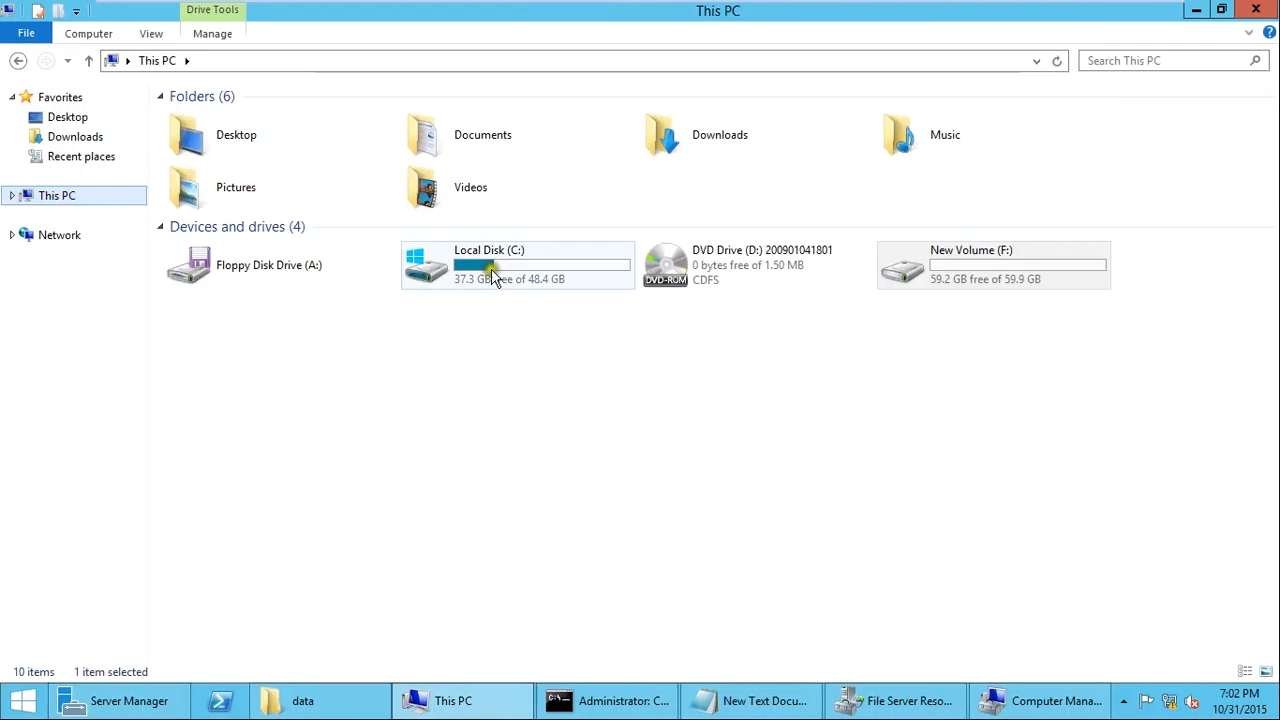 Drive Tools
This PC
File
Computer
View
Manage
This PC
Search This PC
Favorites
Desktop
Downloads
Recent places
This PC
Network
Folders (6)
Desktop
Documents
Downloads
Music
Pictures
Videos
Devices and drives (4)
Floppy Disk Drive (A:)
Local Disk (C:)
37.3 GB free of 48.4 GB
DVD Drive (D:) 200901041801
0 bytes free of 1.50 MB
CDFS
DVD-ROM
New Volume (F:)
59.2 GB free of 59.9 GB
10 items
1 item selected
Server Manager
data
This PC
Administrator: C...
New Text Docu...
File Server Reso...
Computer Mana...
7:02 PM
10/31/2015